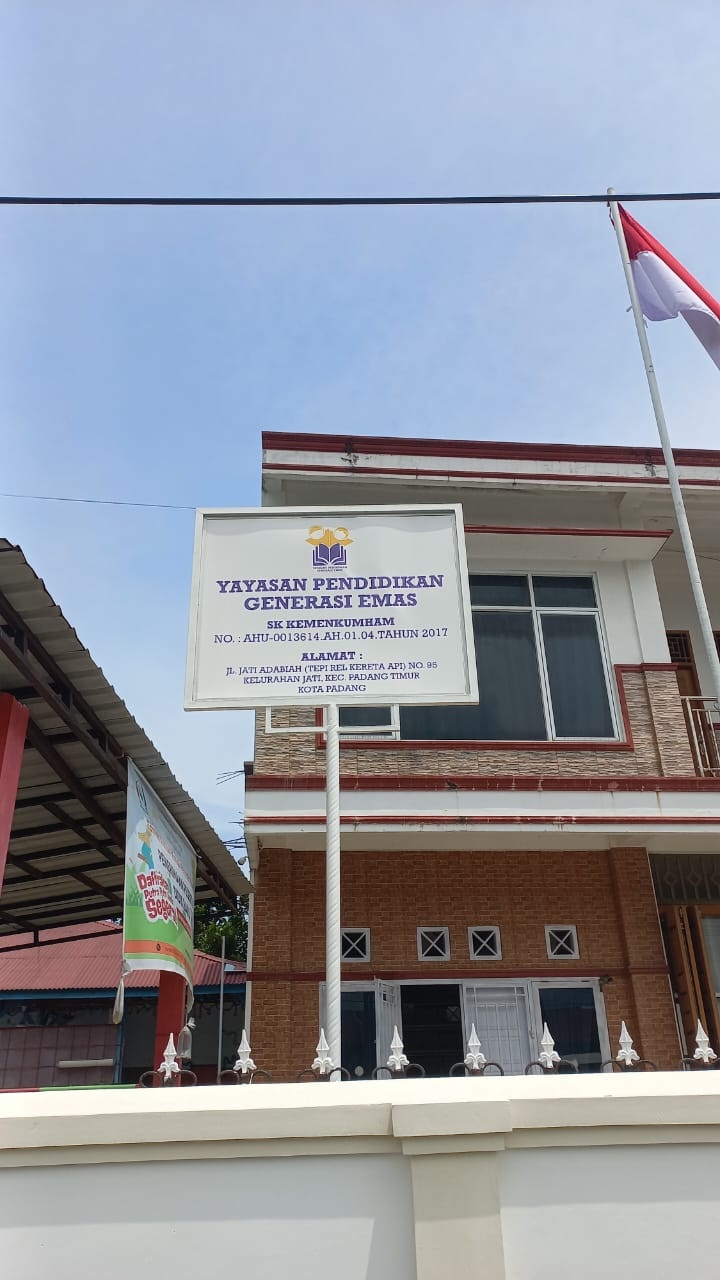 YAYASAN PENDIDIKAN
GENERASI EMAS
SK KEMENKUMHAM
NO. : AHU-0013614.AH.01.04.TAHUN 2017
ALAMAT :
JL. JATI ADABIAH (TEPI REL KERETA API) NO. 95
KELURAHAN JATI, KEC. PADANG TIMUR
KOTA PADANG